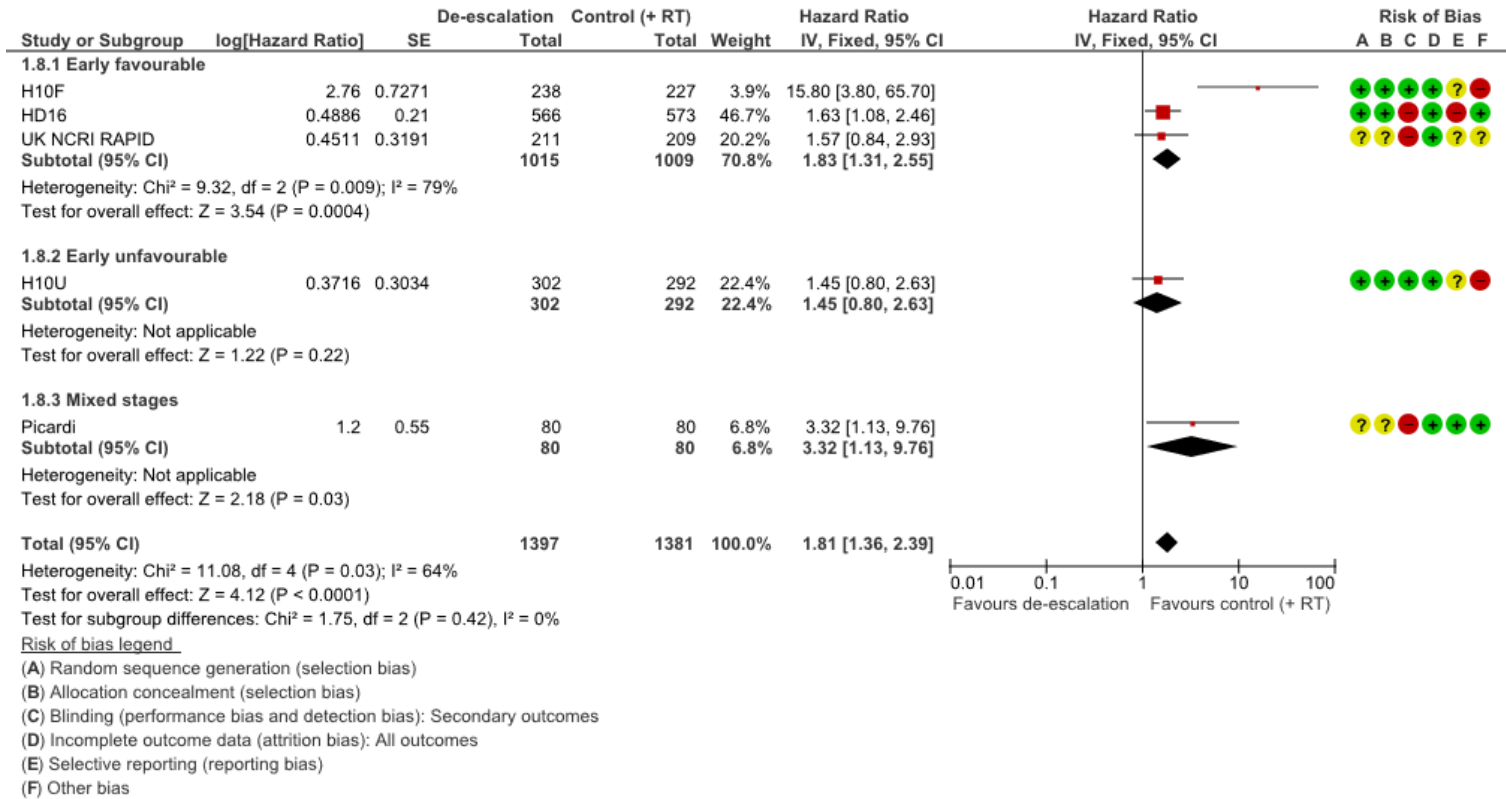 De-escalation Control (+ RT) Hazard Ratio Hazard Ratio Risk of Bias
Study or Subgroup log[Hazard Ratio] SE Total Total Weight IV, Fixed, 95% CI IV, Fixed, 95% CI A B C D E F
1.8.1 Early favourable
H10F 2.76 0.7271 238 227 3.9% 15.80 [3.80, 65.70] + + + + ? −
HD16 0.4886 0.21 566 573 46.7% 1.63 [1.08, 2.46] + + − + − +
UK NCRI RAPID 0.4511 0.3191 211 209 20.2% 1.57 [0.84, 2.93] ? ? − + ? ?
Subtotal (95% CI) 1015 1009 70.8% 1.83 [1.31, 2.55]
Heterogeneity: Chi² = 9.32, df = 2 (P = 0.009); I² = 79%
Test for overall effect: Z = 3.54 (P = 0.0004)
1.8.2 Early unfavourable
H10U 0.3716 0.3034 302 292 22.4% 1.45 [0.80, 2.63] + + + + ? −
Subtotal (95% CI) 302 292 22.4% 1.45 [0.80, 2.63]
Heterogeneity: Not applicable
Test for overall effect: Z = 1.22 (P = 0.22)
1.8.3 Mixed stages
Picardi 1.2 0.55 80 80 6.8% 3.32 [1.13, 9.76] ? ? − + + +
Subtotal (95% CI) 80 80 6.8% 3.32 [1.13, 9.76]
Heterogeneity: Not applicable
Test for overall effect: Z = 2.18 (P = 0.03)
Total (95% CI) 1397 1381 100.0% 1.81 [1.36, 2.39]
Heterogeneity: Chi² = 11.08, df = 4 (P = 0.03); I² = 64%
Test for overall effect: Z = 4.12 (P < 0.0001)
Test for subgroup differences: Chi² = 1.75, df = 2 (P = 0.42), I² = 0%
0.01 0.1 1 10 100
Favours de-escalation Favours control (+ RT)
Risk of bias legend
(A) Random sequence generation (selection bias)
(B) Allocation concealment (selection bias)
(C) Blinding (performance bias and detection bias): Secondary outcomes
(D) Incomplete outcome data (attrition bias): All outcomes
(E) Selective reporting (reporting bias)
(F) Other bias